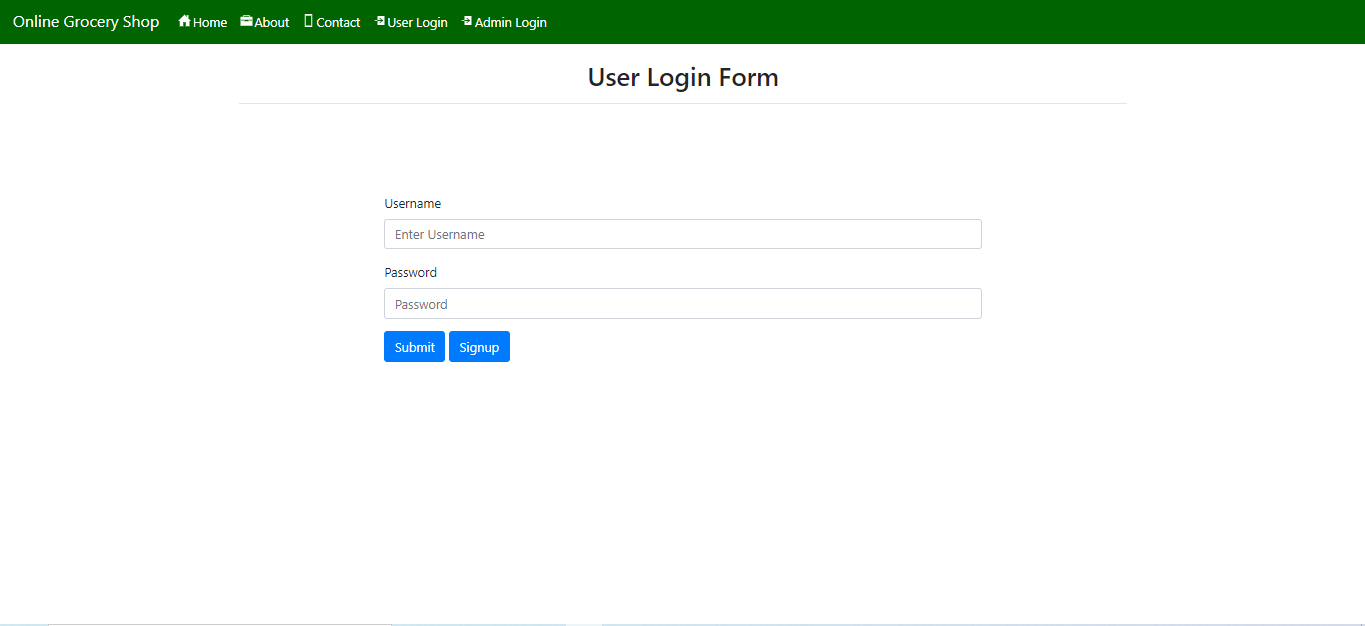 Online Grocery Shop Home About Contact User Login Admin Login
User Login Form
Username
Enter Username
Password
Password
Submit Signup